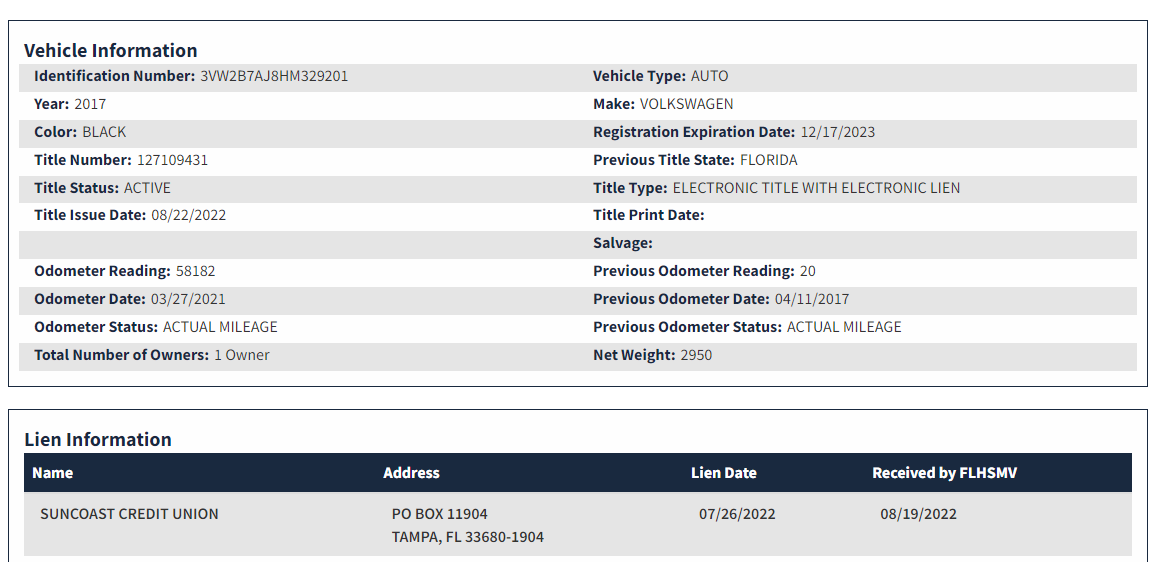 Vehicle Information
Identification Number: 3VW2B7AJ8HM329201 Vehicle Type: AUTO
Year: 2017 Make: VOLKSWAGEN
Color: BLACK Registration Expiration Date: 12/17/2023
Title Number: 127109431 Previous Title State: FLORIDA
Title Status: ACTIVE Title Type: ELECTRONIC TITLE WITH ELECTRONIC LIEN
Title Issue Date: 08/22/2022 Title Print Date:
Salvage:
Odometer Reading: 58182 Previous Odometer Reading: 20
Odometer Date: 03/27/2021 Previous Odometer Date: 04/11/2017
Odometer Status: ACTUAL MILEAGE Previous Odometer Status: ACTUAL MILEAGE
Total Number of Owners: 1 Owner Net Weight: 2950
Lien Information
Name Address Lien Date Received by FLHSMV
SUNCOAST CREDIT UNION PO BOX 11904 07/26/2022 08/19/2022
TAMPA, FL 33680-1904